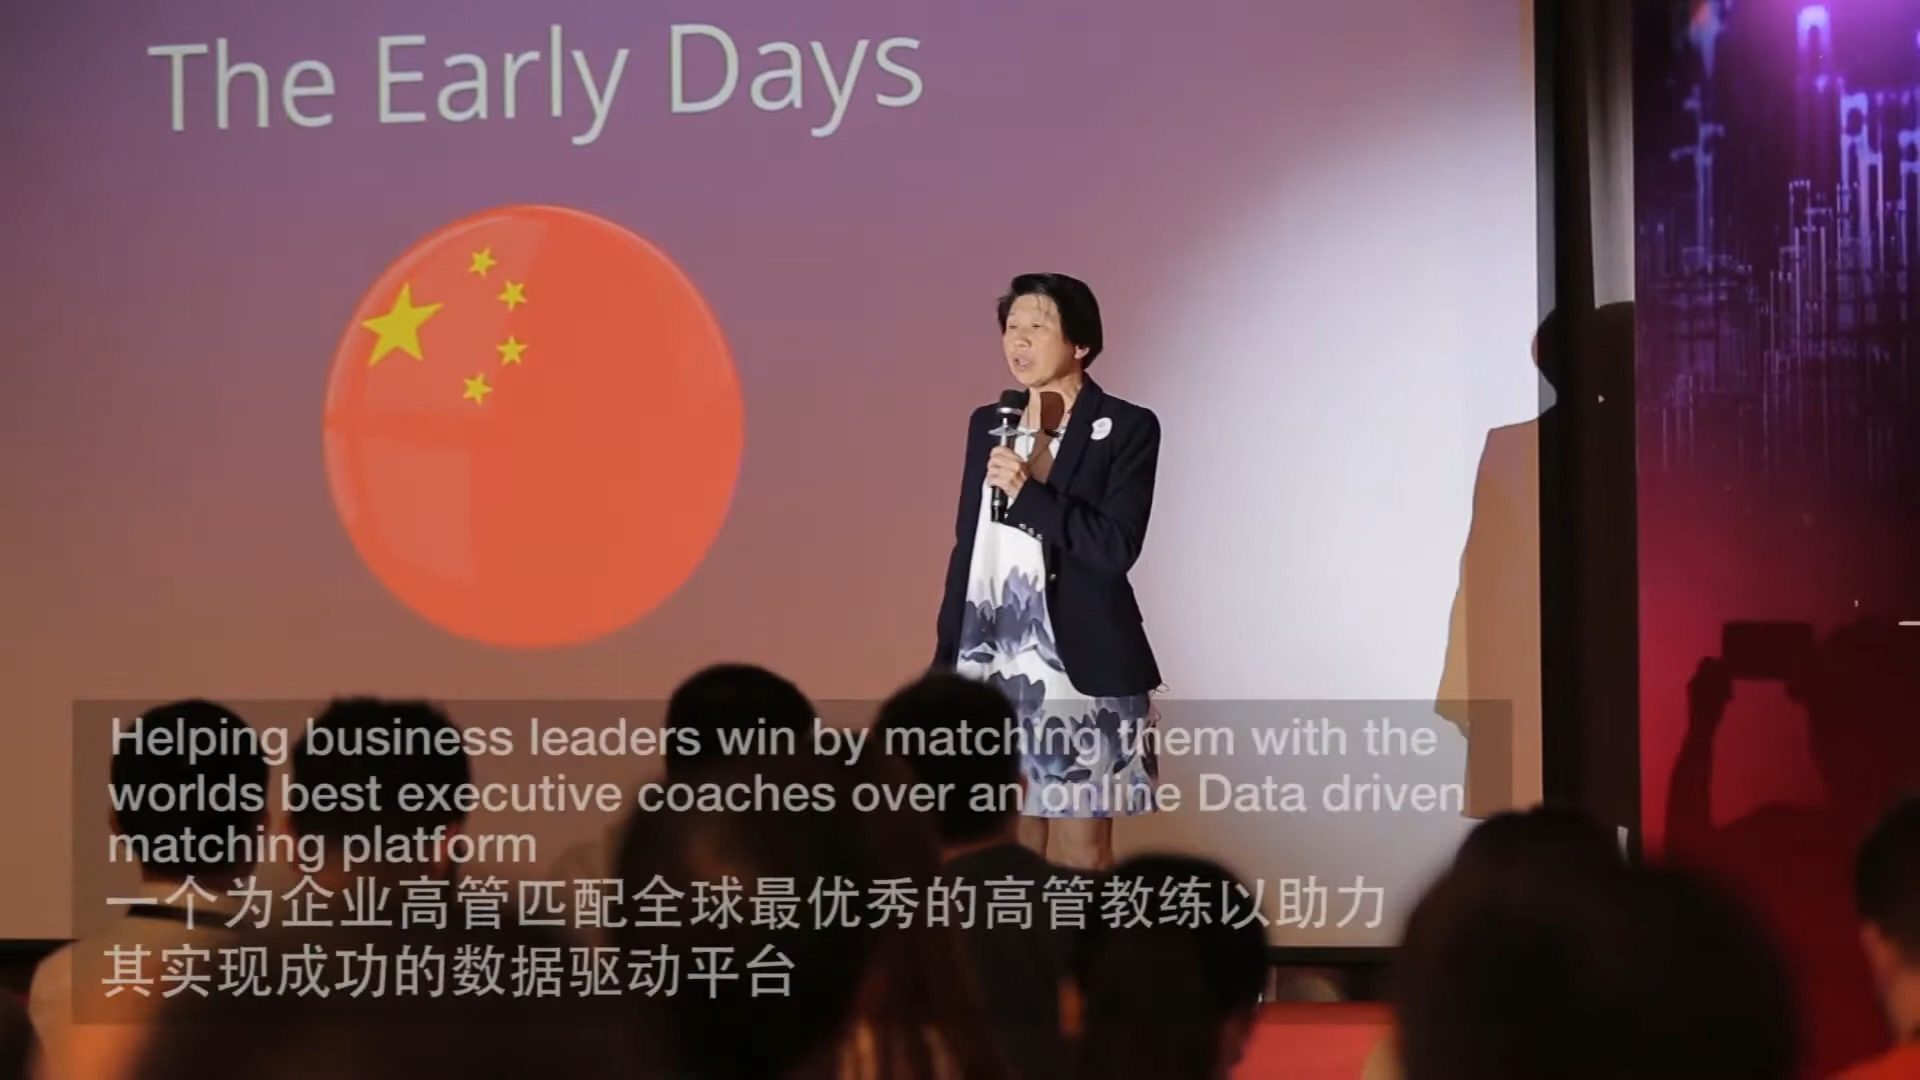 The Early Days
Helping business leaders win by matching them with the
worlds best executive coaches over an online Data driven
matching platform
一个为企业高管匹配全球最优秀的高管教练以助力
其实现成功的数据驱动平台